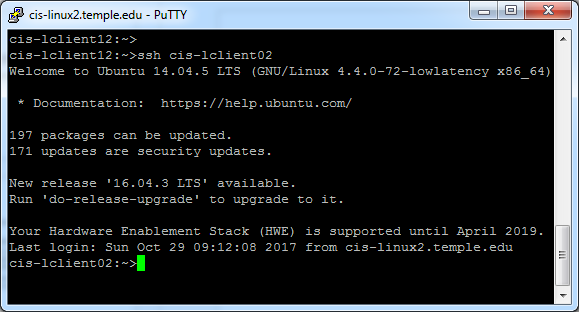 cis-linux2.temple.edu - PuTTY
cis-lclient12:~>
cis-lclient12:~>ssh cis-lclient02
Welcome to Ubuntu 14.04.5 LTS (GNU/Linux 4.4.0-72-lowlatency x86_64)
* Documentation:  https://help.ubuntu.com/
197 packages can be updated.
171 updates are security updates.
New release '16.04.3 LTS' available.
Run 'do-release-upgrade' to upgrade to it.
Your Hardware Enablement Stack (HWE) is supported until April 2019.
Last login: Sun Oct 29 09:12:08 2017 from cis-linux2.temple.edu
cis-lclient02:~>